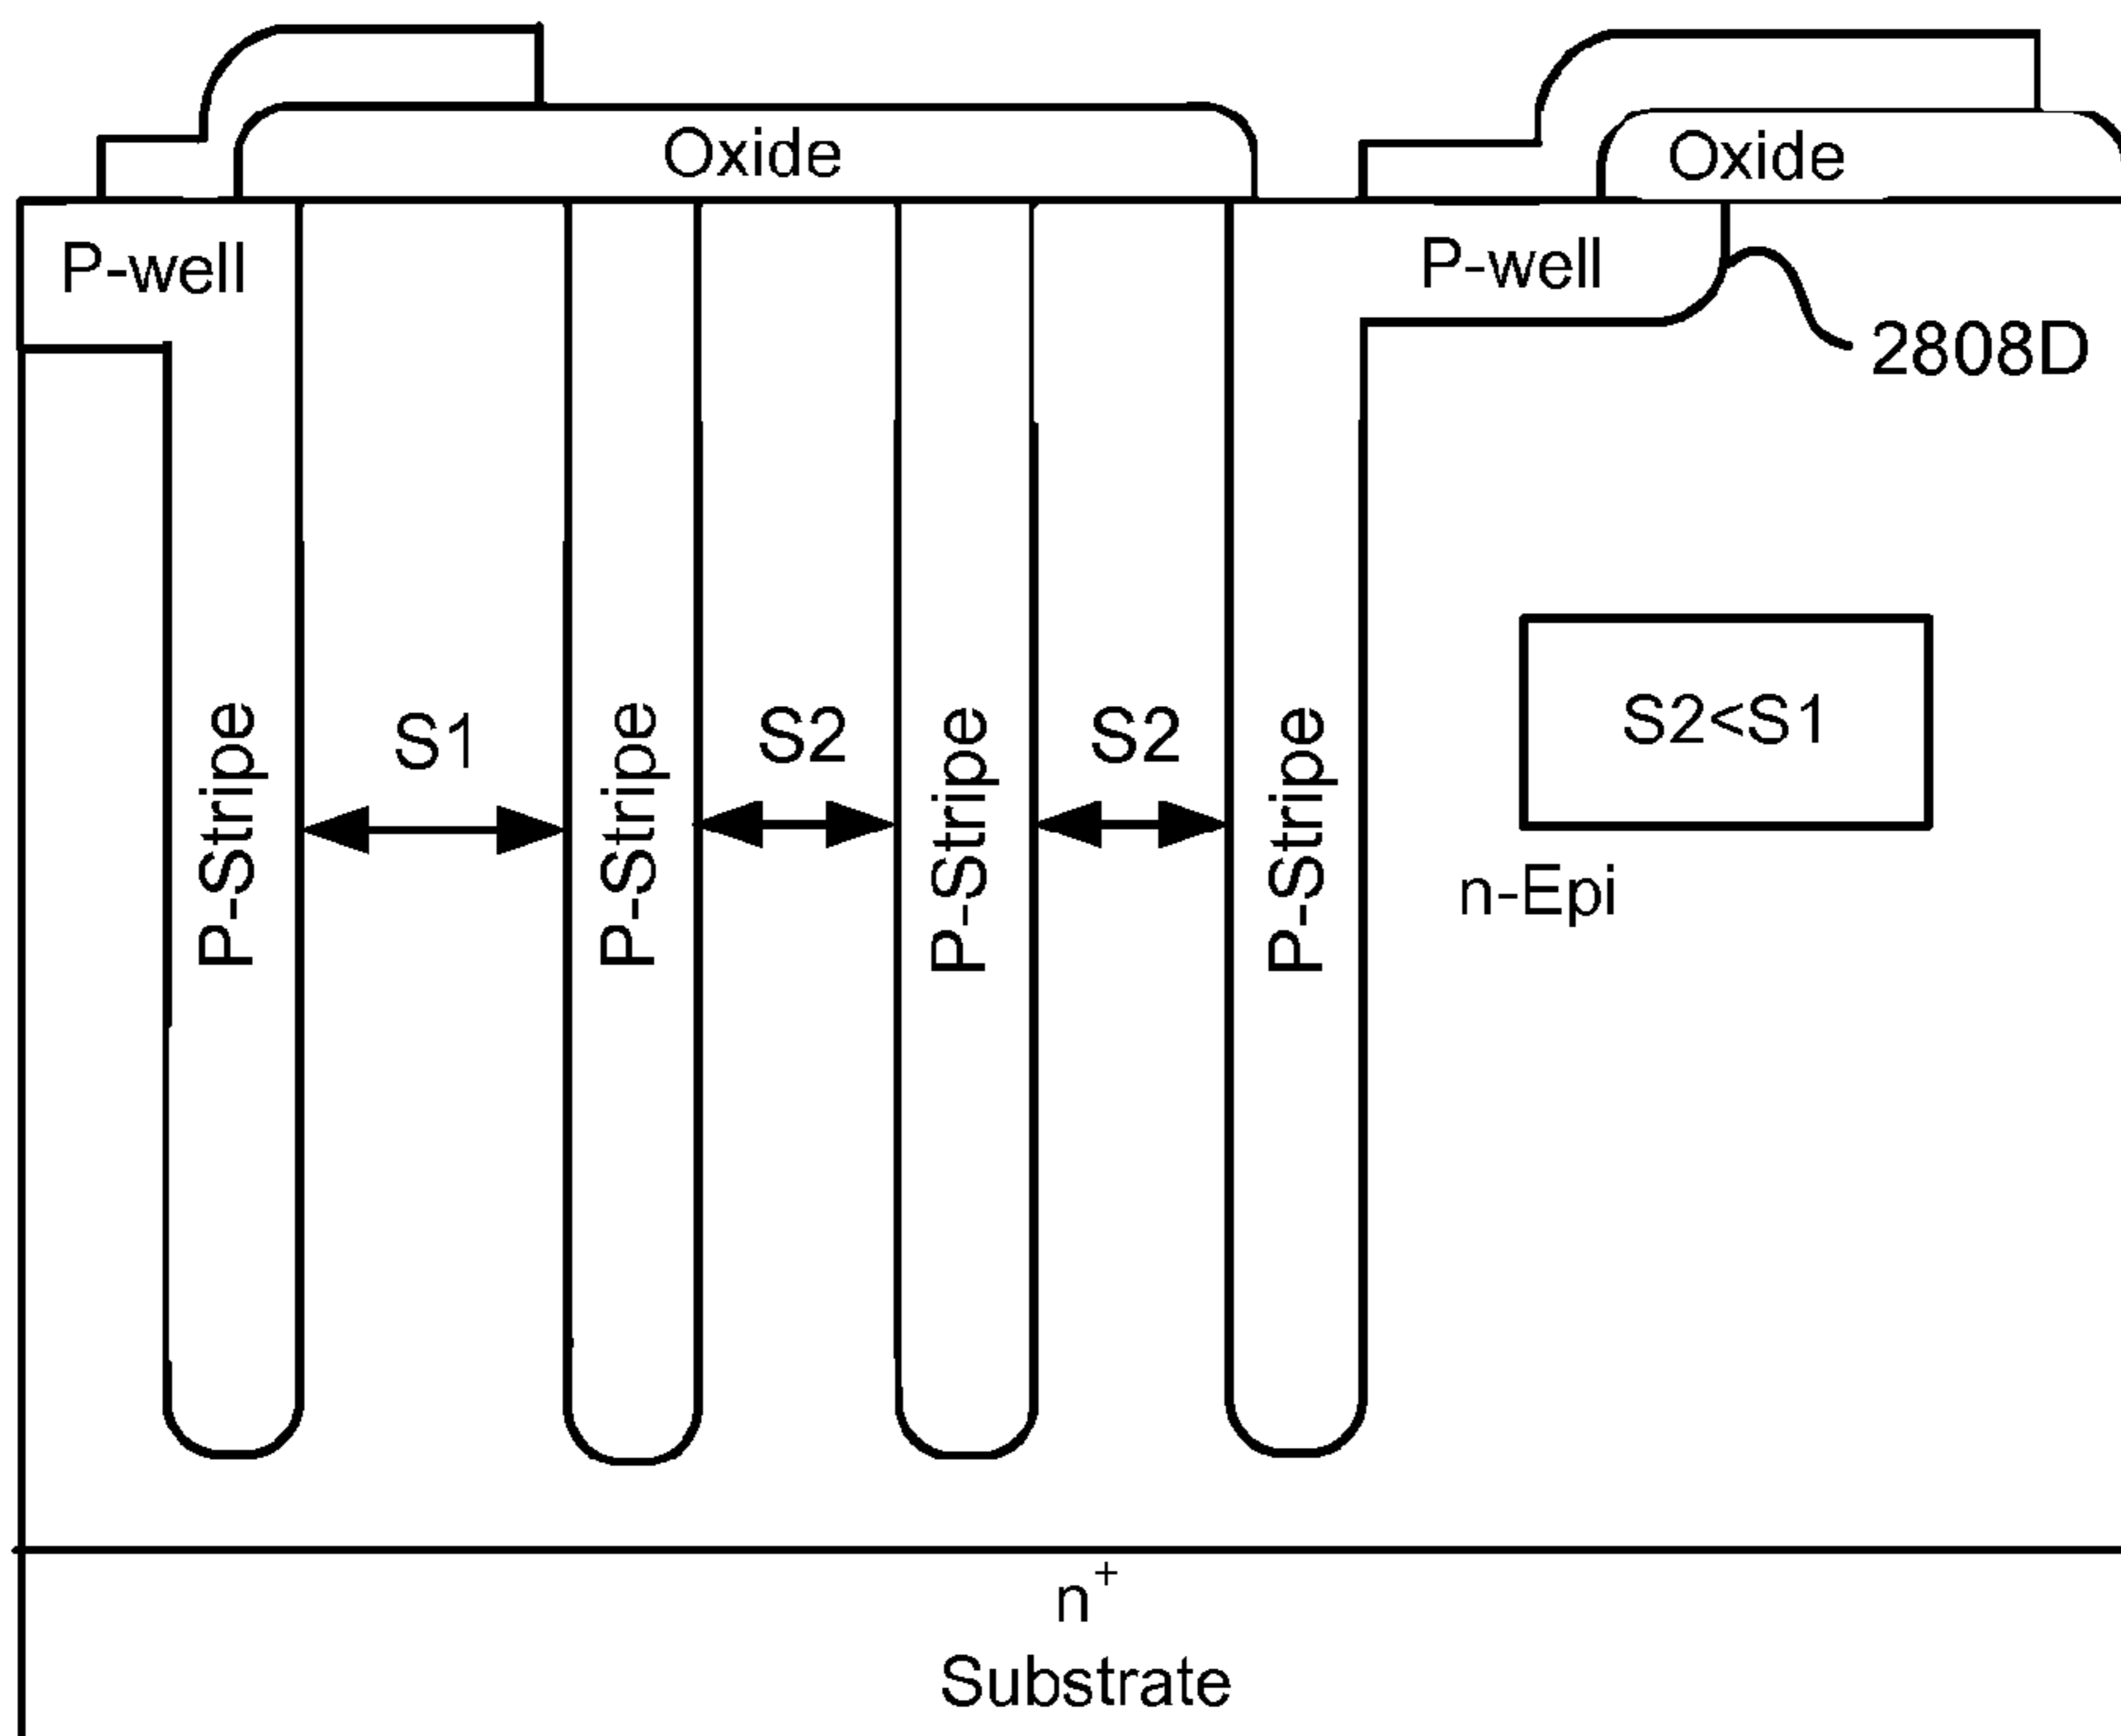 Oxide
Oxide
P-well
P-well
2808D
P-Stripe
S1
P-Stripe
S2
P-Stripe
S2
P-Stripe
S2<S1
n-Epi
n⁺
Substrate